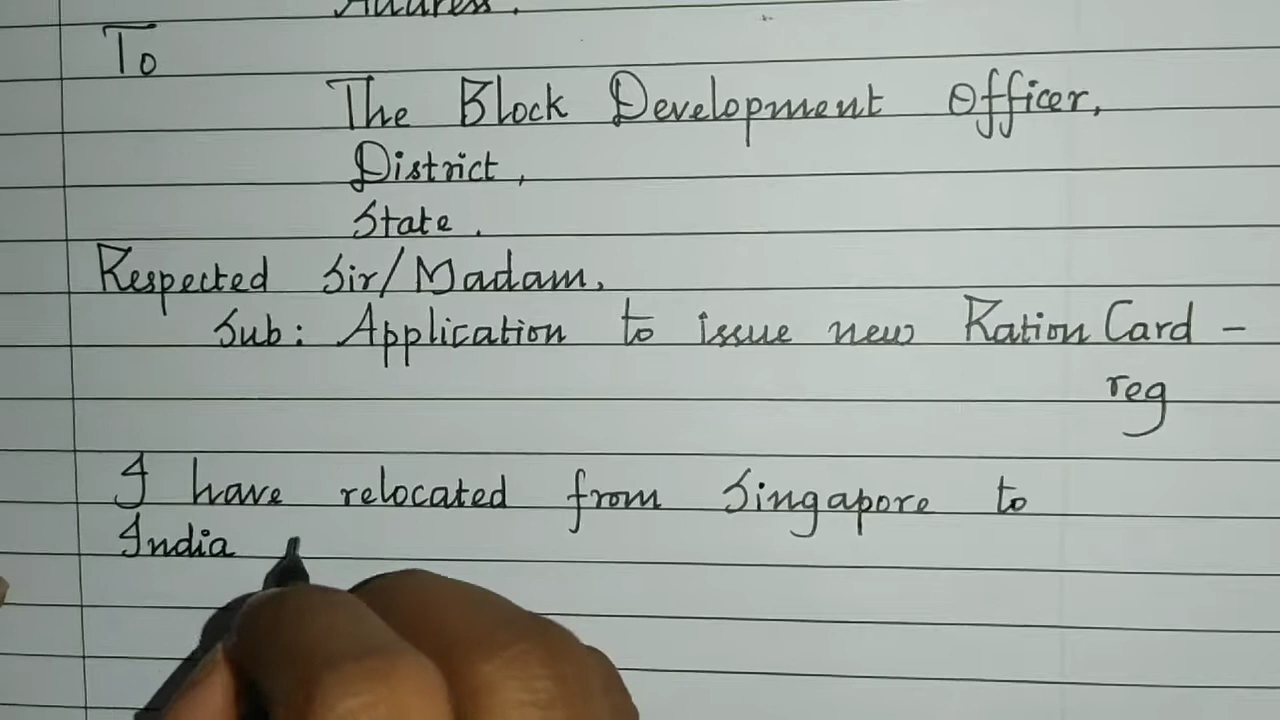 Address.
To
The Block Development Officer,
District,
State.
Respected Sir/Madam,
Sub: Application to issue new Ration Card -
reg
I have relocated from Singapore to
India